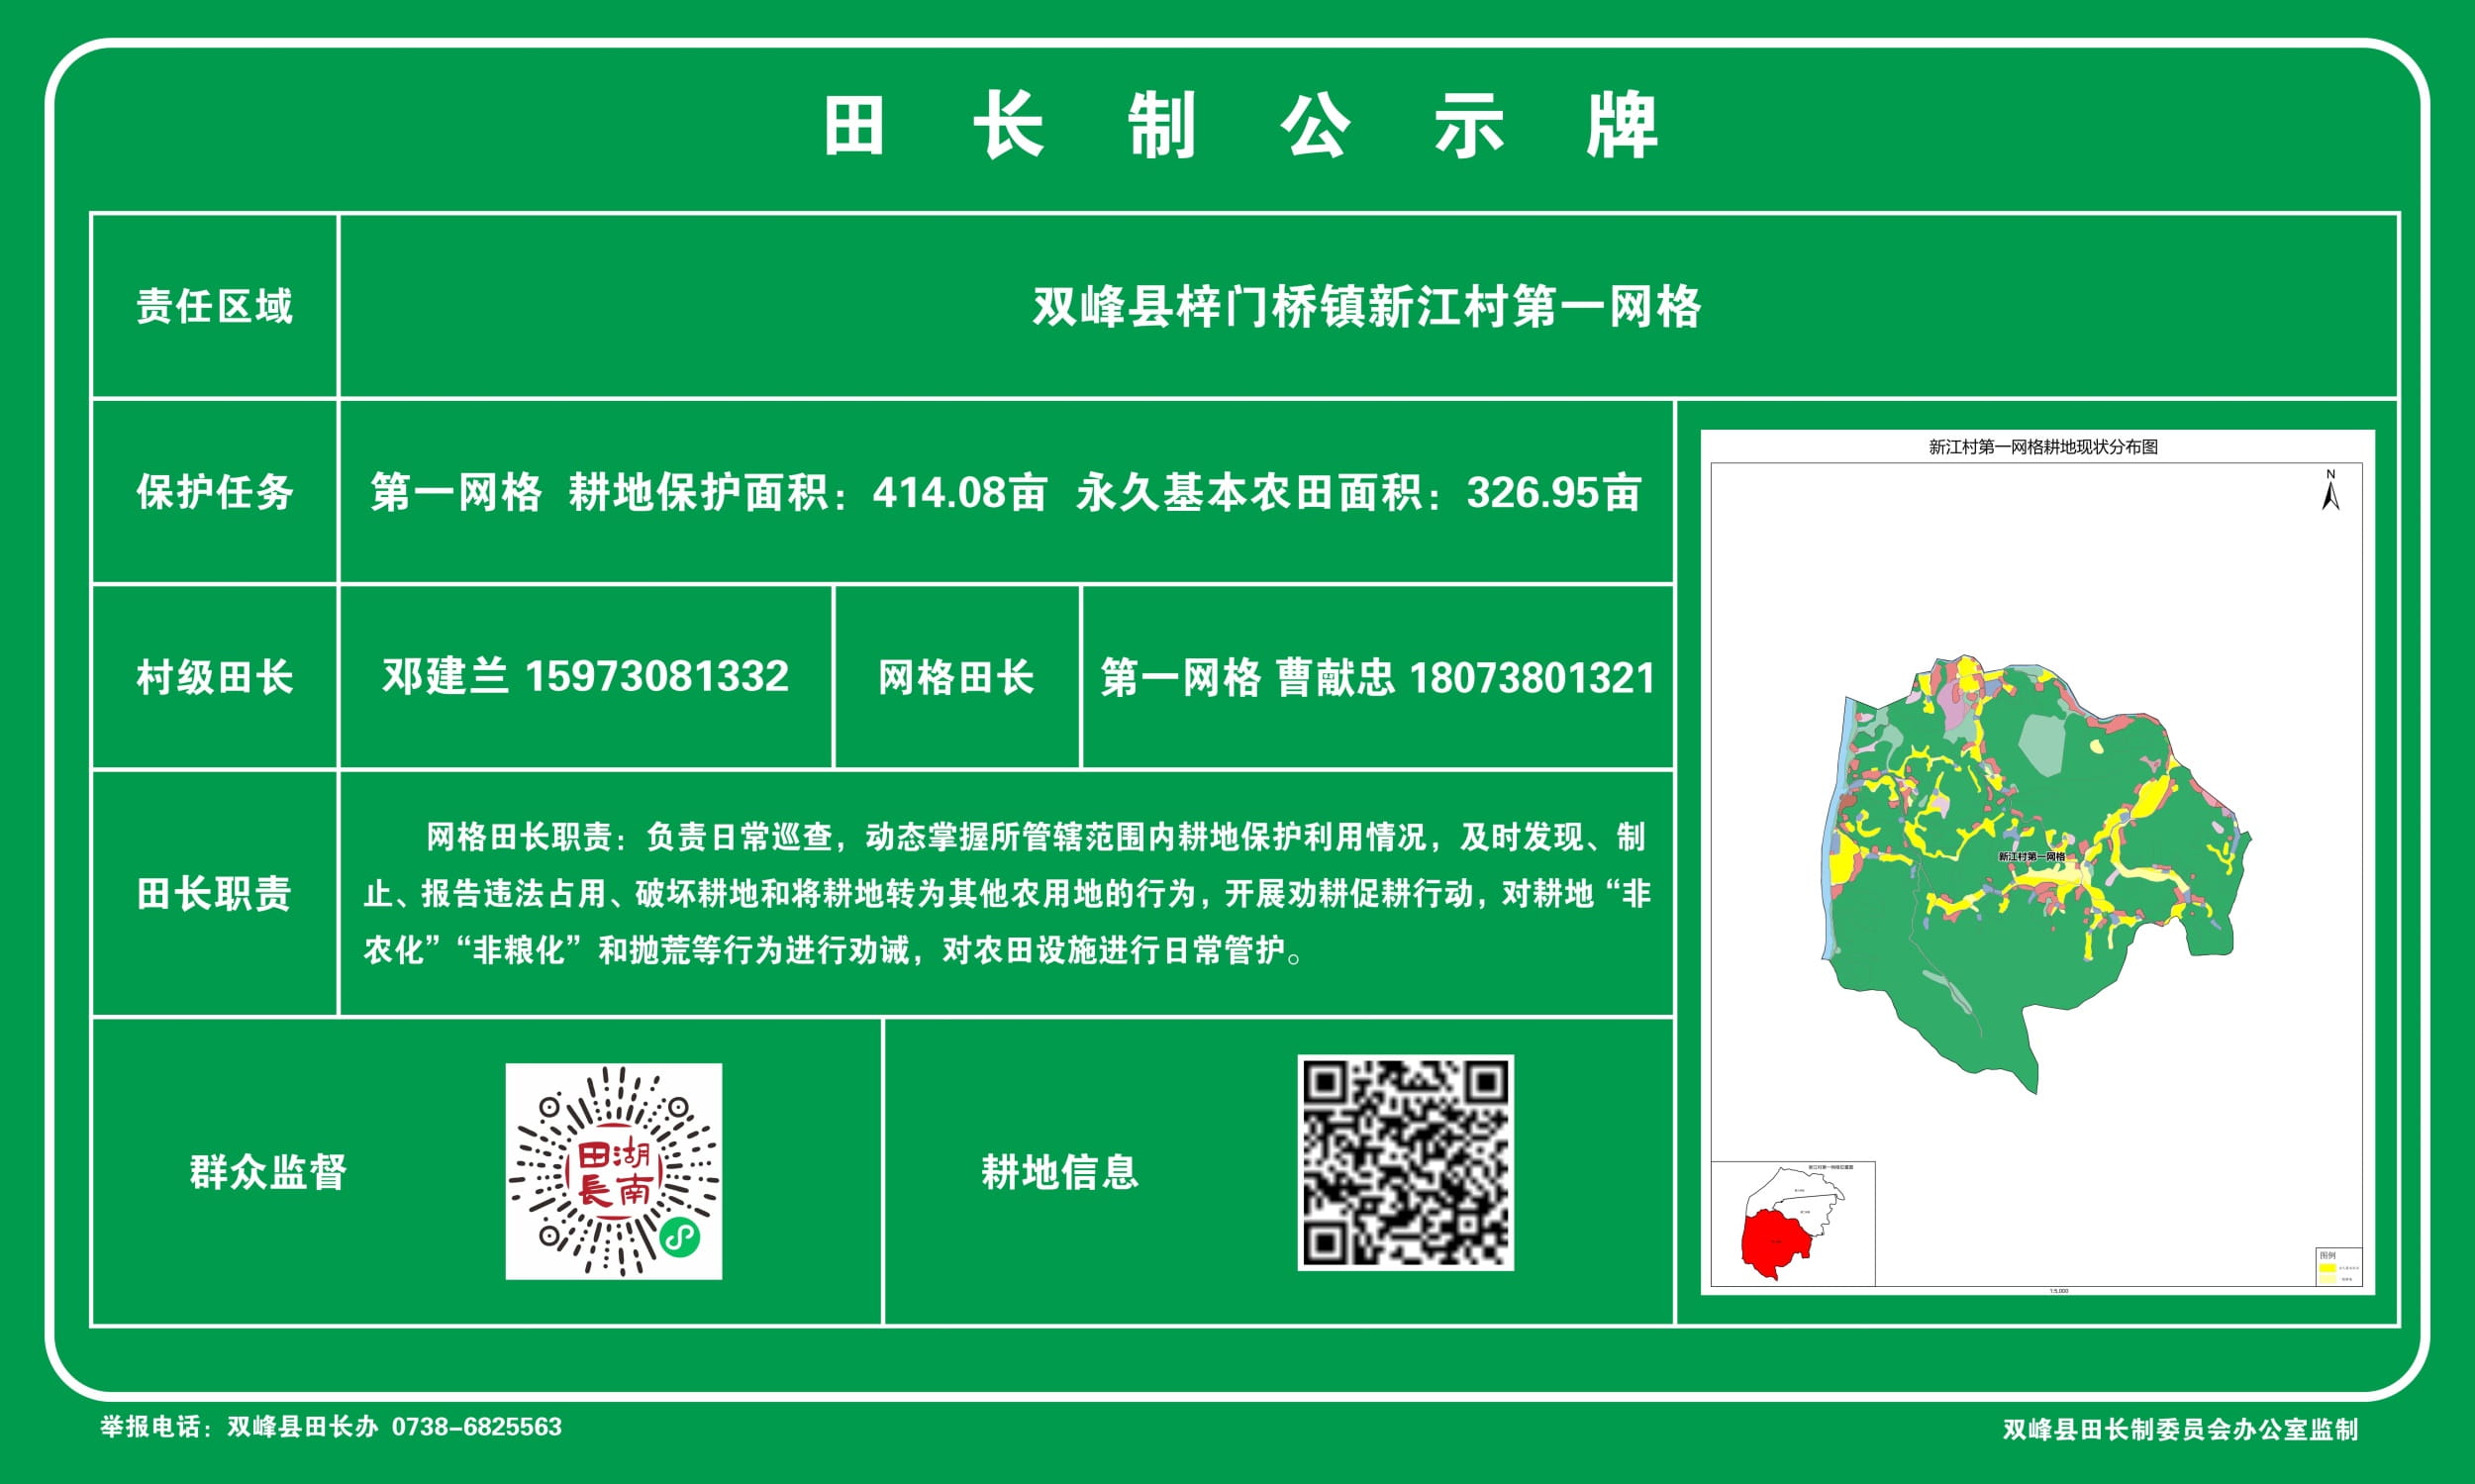 田长制公示牌
责任区域
双峰县梓门桥镇新江村第一网格
保护任务
第一网格 耕地保护面积：414.08亩 永久基本农田面积：326.95亩
村级田长
邓建兰 15973081332
网格田长
第一网格 曹献忠 18073801321
田长职责
网格田长职责：负责日常巡查，动态掌握所管辖范围内耕地保护利用情况，及时发现、制
止、报告违法占用、破坏耕地和将耕地转为其他农用地的行为，开展劝耕促耕行动，对耕地“非
农化”“非粮化”和抛荒等行为进行劝诫，对农田设施进行日常管护。
群众监督
湖南
田長
耕地信息
新江村第一网格耕地现状分布图
N
新江村第一网格
图例
1:5,000
举报电话：双峰县田长办 0738-6825563
双峰县田长制委员会办公室监制